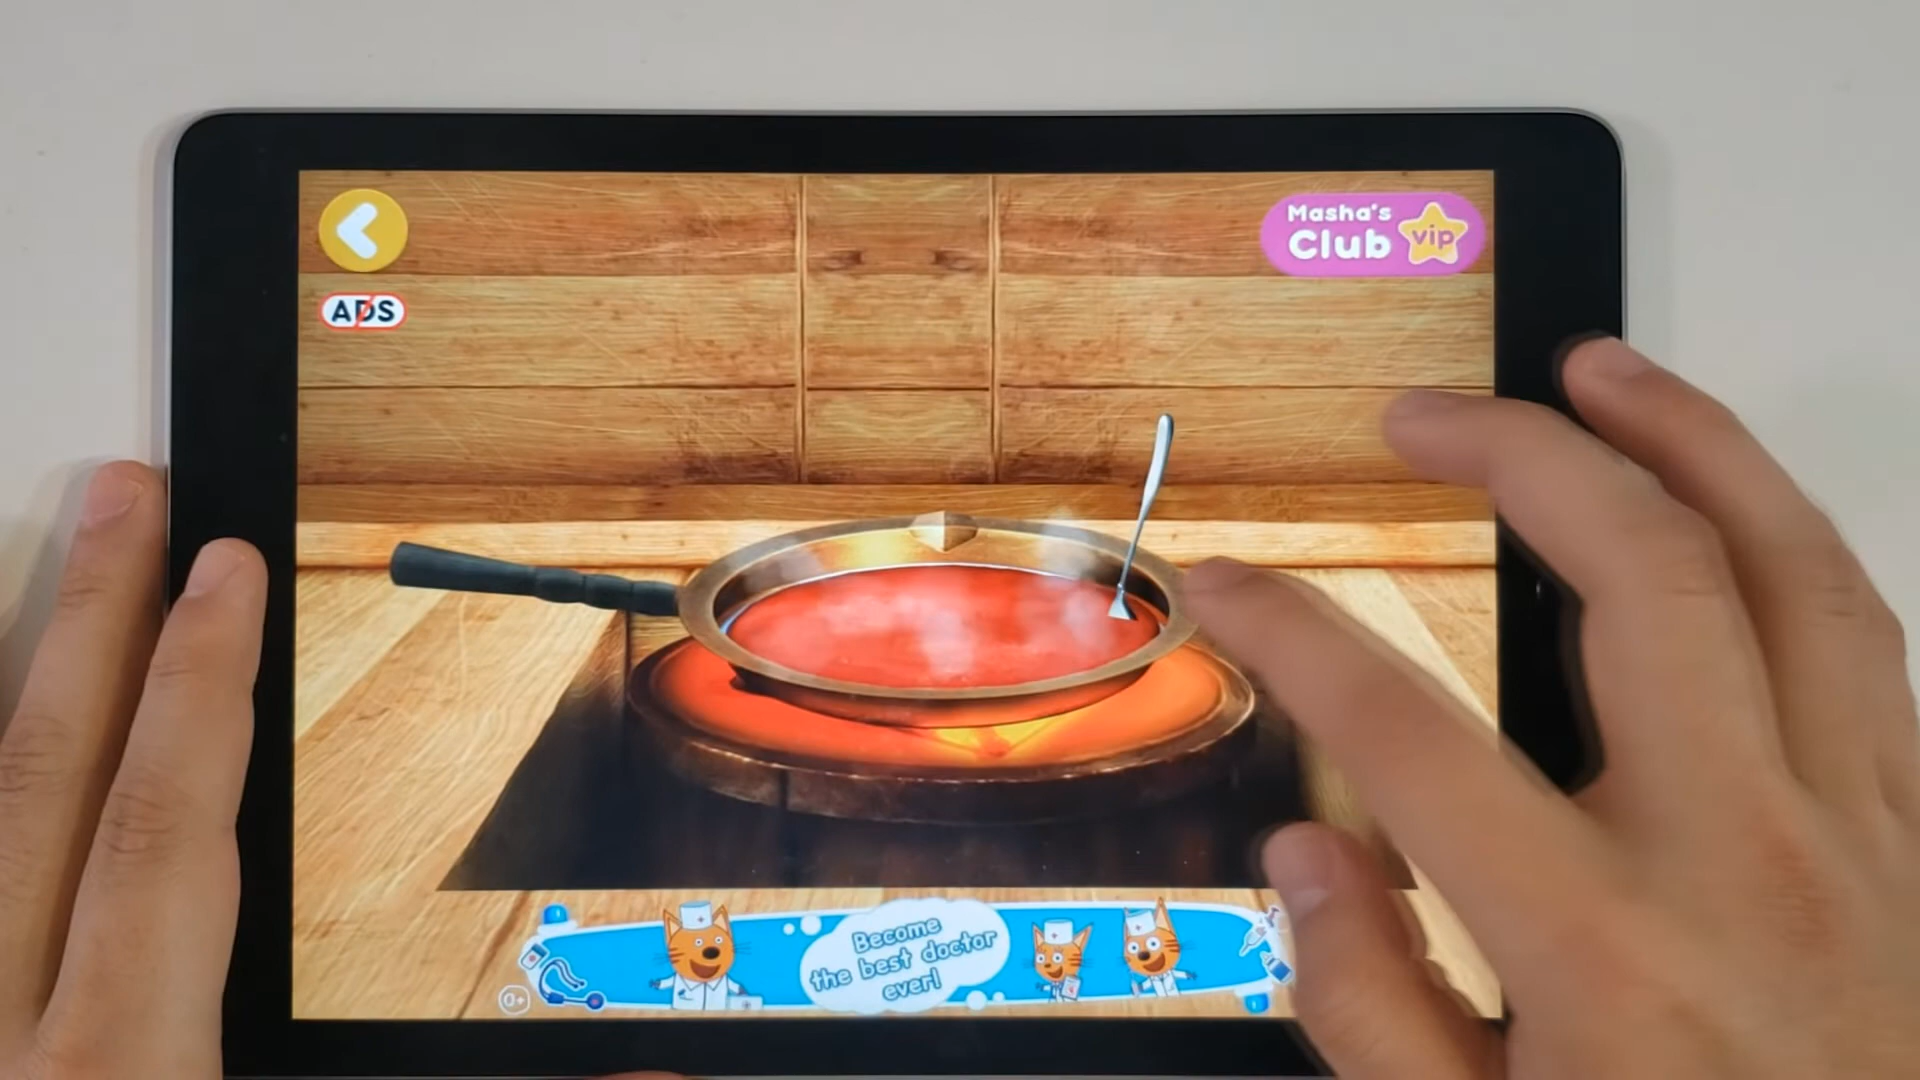 Masha's
Club
vip
ADS
Become
the best doctor
ever!
0+